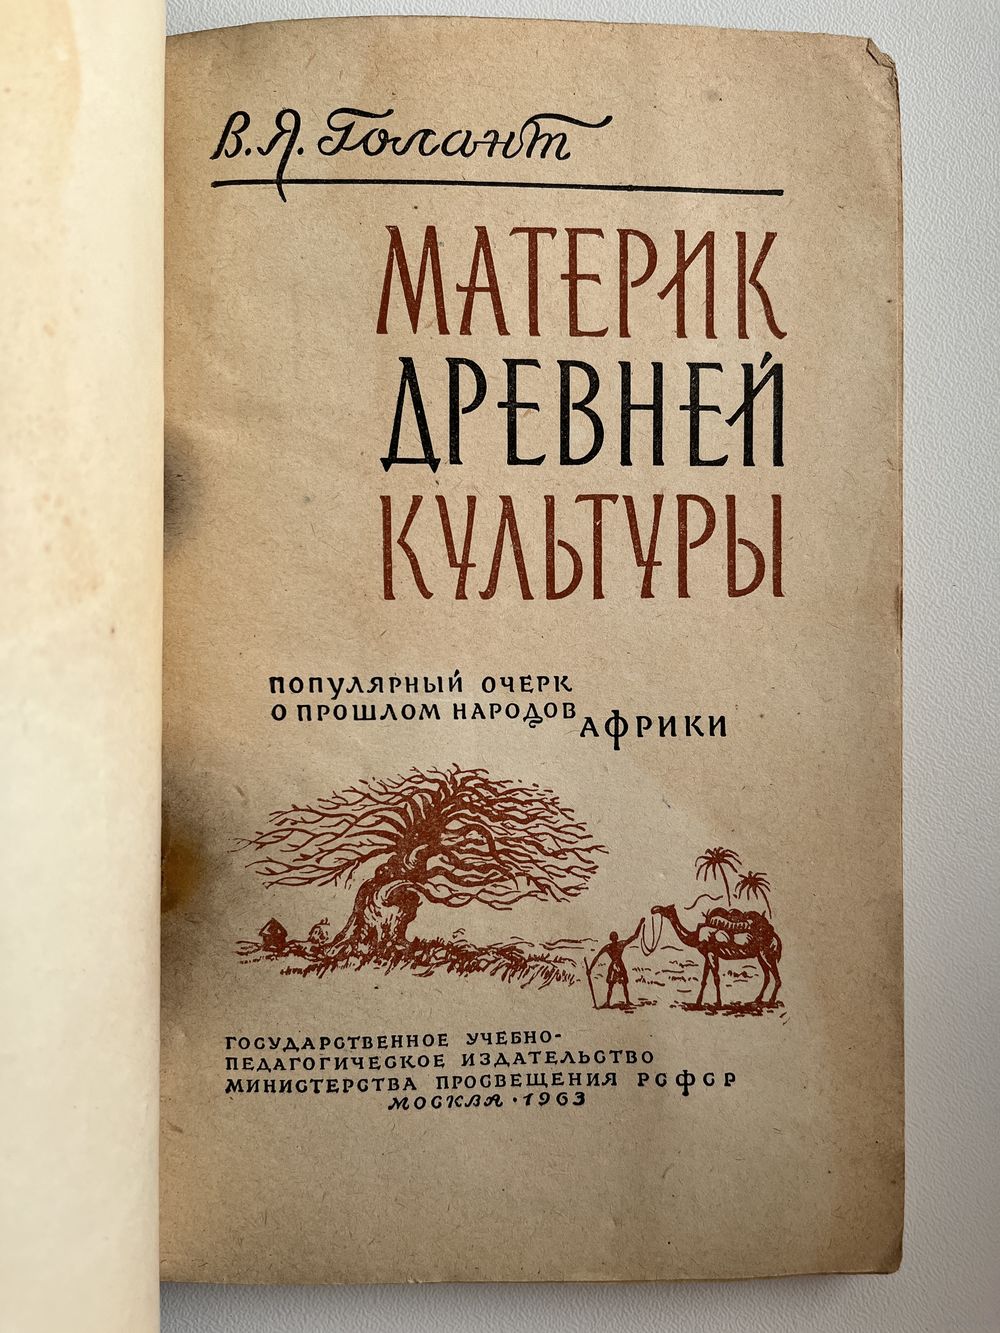 В. Я. Голант
МАТЕРИК
ДРЕВНЕЙ
КУЛЬТУРЫ
ПОПУЛЯРНЫЙ ОЧЕРК
О ПРОШЛОМ НАРОДОВ
АФРИКИ
ГОСУДАРСТВЕННОЕ УЧЕБНО-
ПЕДАГОГИЧЕСКОЕ ИЗДАТЕЛЬСТВО
МИНИСТЕРСТВА ПРОСВЕЩЕНИЯ РСФСР
МОСКВА · 1963